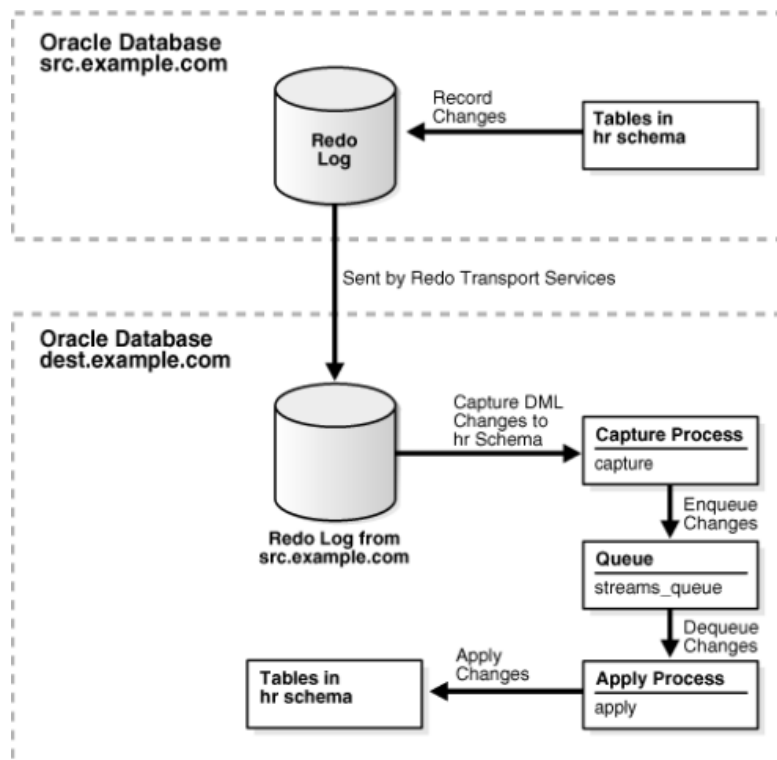 Oracle Database
src.example.com
Redo
Log
Record
Changes
Tables in
hr schema
Sent by Redo Transport Services
Oracle Database
dest.example.com
Redo Log from
src.example.com
Capture DML
Changes to
hr Schema
Capture Process
capture
Enqueue
Changes
Queue
streams_queue
Dequeue
Changes
Apply Process
apply
Apply
Changes
Tables in
hr schema